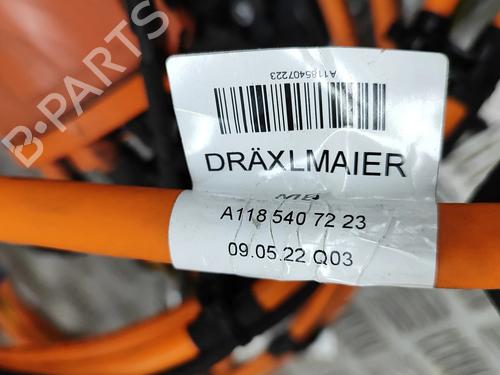 A1185407223
DRÄXLMAIER
MB
A118 540 72 23
09.05.22 Q03
B-PARTS